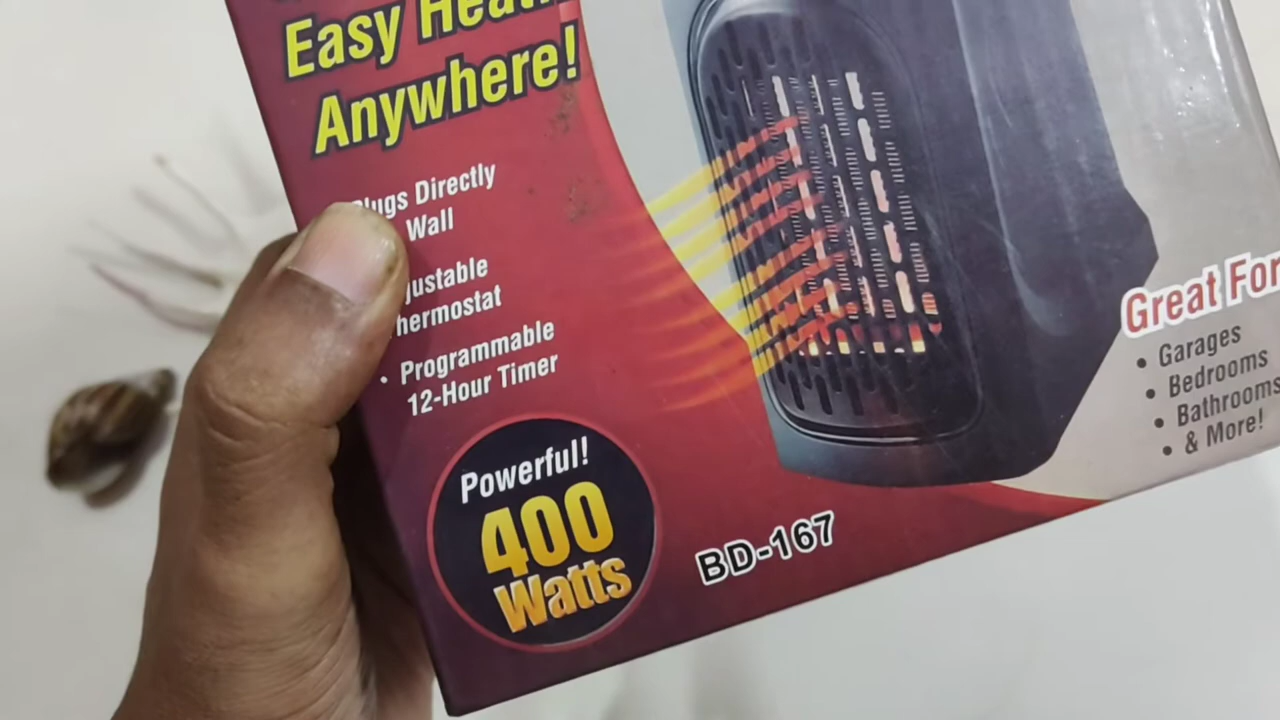 Easy Heat
Anywhere!
Plugs Directly
Wall
justable
hermostat
• Programmable
12-Hour Timer
Powerful!
400
Watts
BD-167
Great For
• Garages
• Bedrooms
• Bathrooms
• & More!